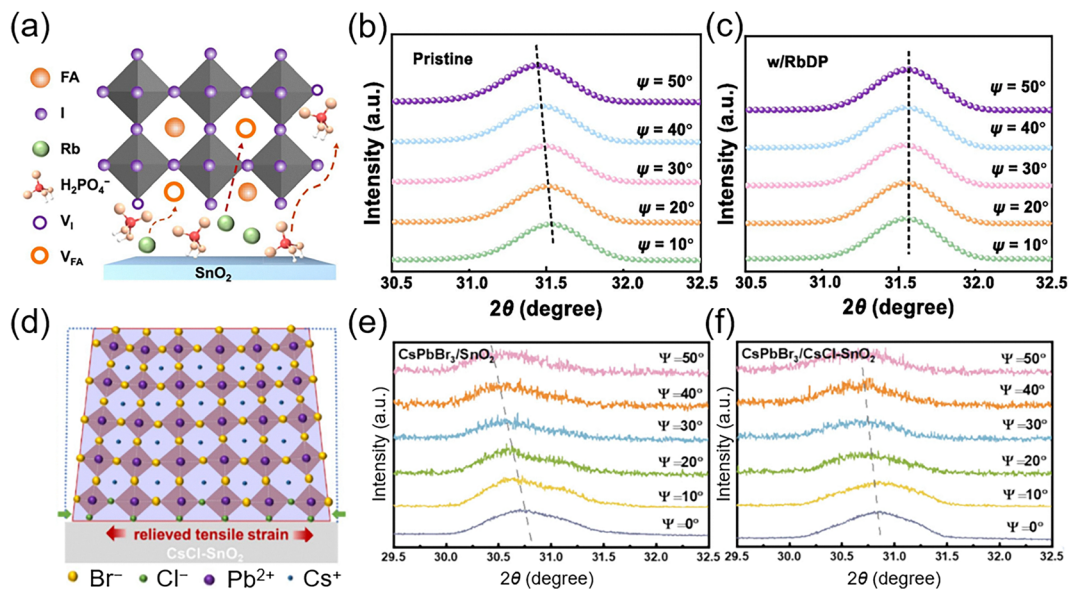 (a)
FA
I
Rb
H₂PO₄⁻
V_I
V_FA
SnO₂
(b)
Pristine
ψ = 50°
ψ = 40°
ψ = 30°
ψ = 20°
ψ = 10°
Intensity (a.u.)
30.5 31.0 31.5 32.0 32.5
2θ (degree)
(c)
w/RbDP
ψ = 50°
ψ = 40°
ψ = 30°
ψ = 20°
ψ = 10°
Intensity (a.u.)
30.5 31.0 31.5 32.0 32.5
2θ (degree)
(d)
relieved tensile strain
CsCl-SnO₂
Br⁻ Cl⁻ Pb²⁺ Cs⁺
(e)
CsPbBr₃/SnO₂
Ψ=50°
Ψ=40°
Ψ=30°
Ψ=20°
Ψ=10°
Ψ=0°
Intensity (a.u.)
29.5 30.0 30.5 31.0 31.5 32.0 32.5
2θ (degree)
(f)
CsPbBr₃/CsCl-SnO₂
Ψ=50°
Ψ=40°
Ψ=30°
Ψ=20°
Ψ=10°
Ψ=0°
Intensity (a.u.)
29.5 30.0 30.5 31.0 31.5 32.0 32.5
2θ (degree)